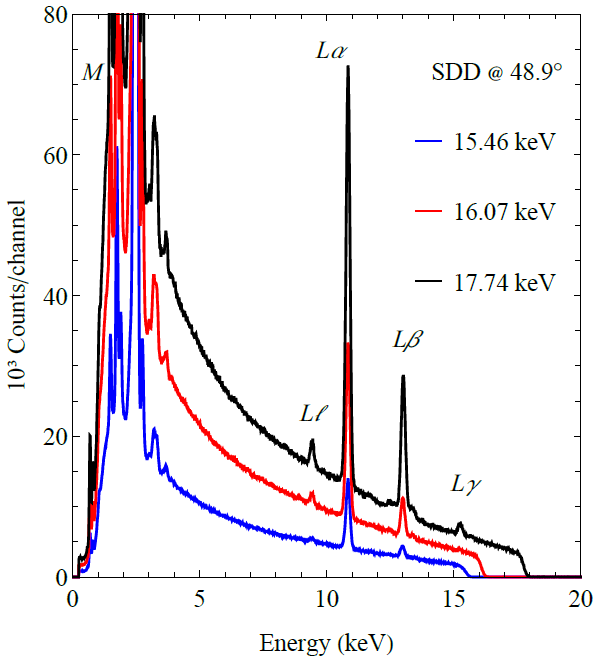 80
60
40
20
0
10³ Counts/channel
M
Lα
SDD @ 48.9°
15.46 keV
16.07 keV
17.74 keV
Lβ
Lℓ
Lγ
0 5 10 15 20
Energy (keV)